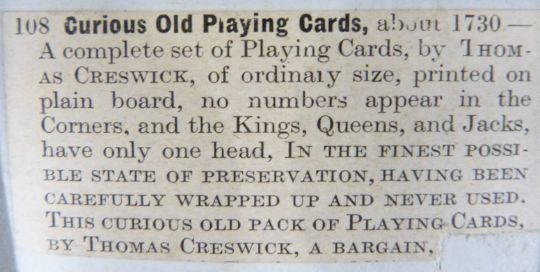 108 Curious Old Playing Cards, about 1730—
A complete set of Playing Cards, by THOM-
AS CRESWICK, of ordinary size, printed on
plain board, no numbers appear in the
Corners, and the Kings, Queens, and Jacks,
have only one head, IN THE FINEST POSSI-
BLE STATE OF PRESERVATION, HAVING BEEN
CAREFULLY WRAPPED UP AND NEVER USED.
THIS CURIOUS OLD PACK OF PLAYING CARDS,
BY THOMAS CRESWICK, A BARGAIN,